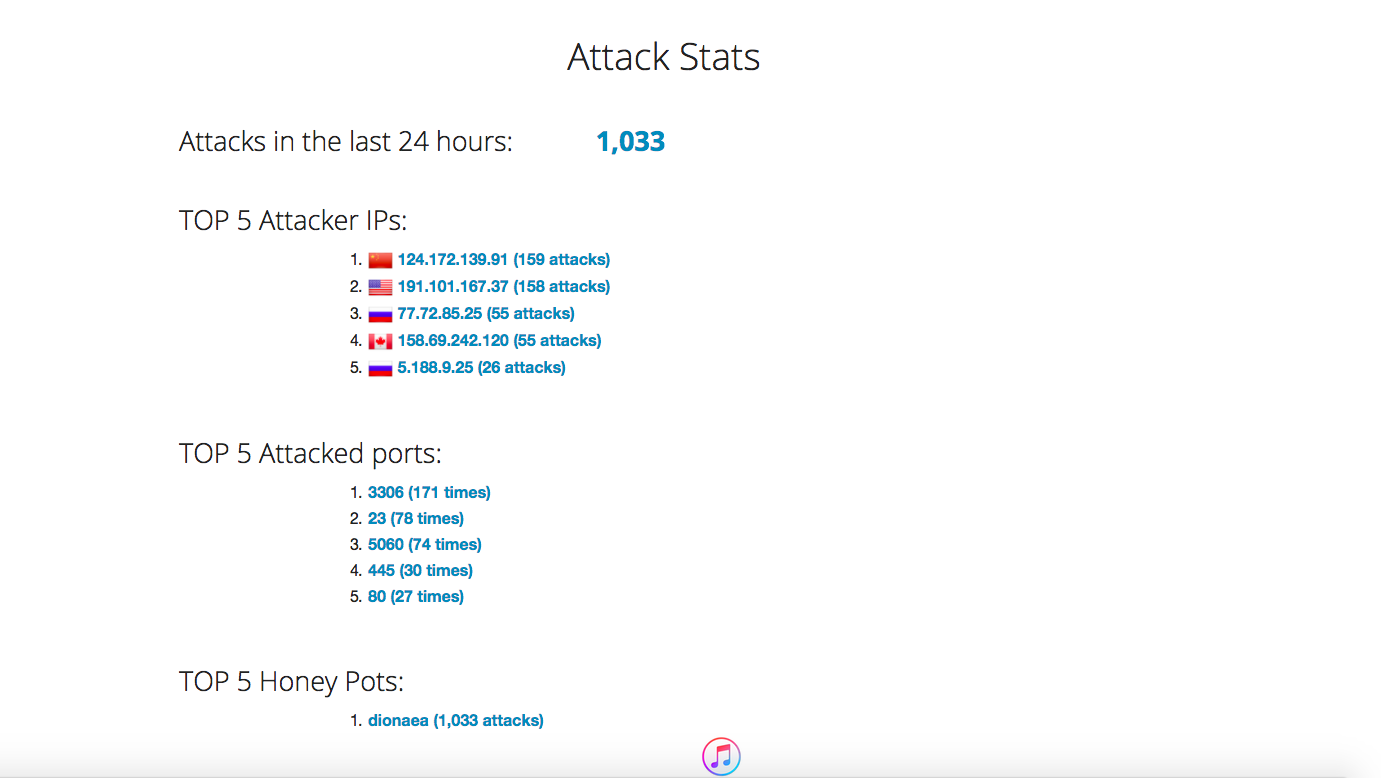 Attack Stats
Attacks in the last 24 hours: 1,033
TOP 5 Attacker IPs:
1. 124.172.139.91 (159 attacks)
2. 191.101.167.37 (158 attacks)
3. 77.72.85.25 (55 attacks)
4. 158.69.242.120 (55 attacks)
5. 5.188.9.25 (26 attacks)
TOP 5 Attacked ports:
1. 3306 (171 times)
2. 23 (78 times)
3. 5060 (74 times)
4. 445 (30 times)
5. 80 (27 times)
TOP 5 Honey Pots:
1. dionaea (1,033 attacks)